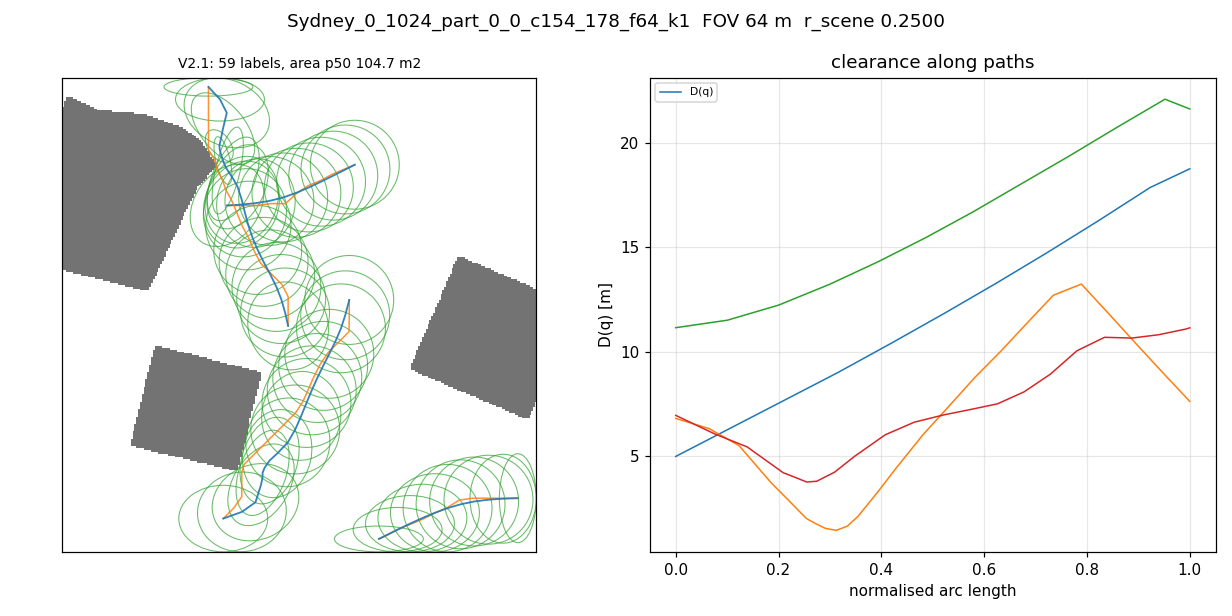 Sydney_0_1024_part_0_0_c154_178_f64_k1  FOV 64 m  r_scene 0.2500
V2.1: 59 labels, area p50 104.7 m2
clearance along paths
D(q)
20
15
10
5
D(q) [m]
0.0 0.2 0.4 0.6 0.8 1.0
normalised arc length